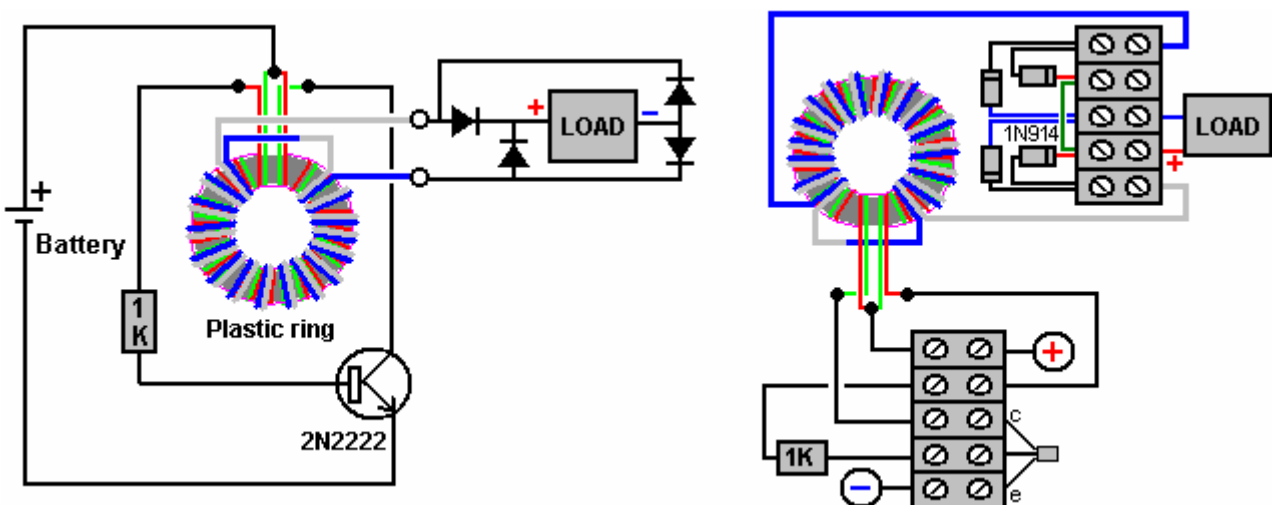 +
LOAD
−
+
Battery
1
K
Plastic ring
2N2222
1N914
LOAD
+
+
c
1K
−
e